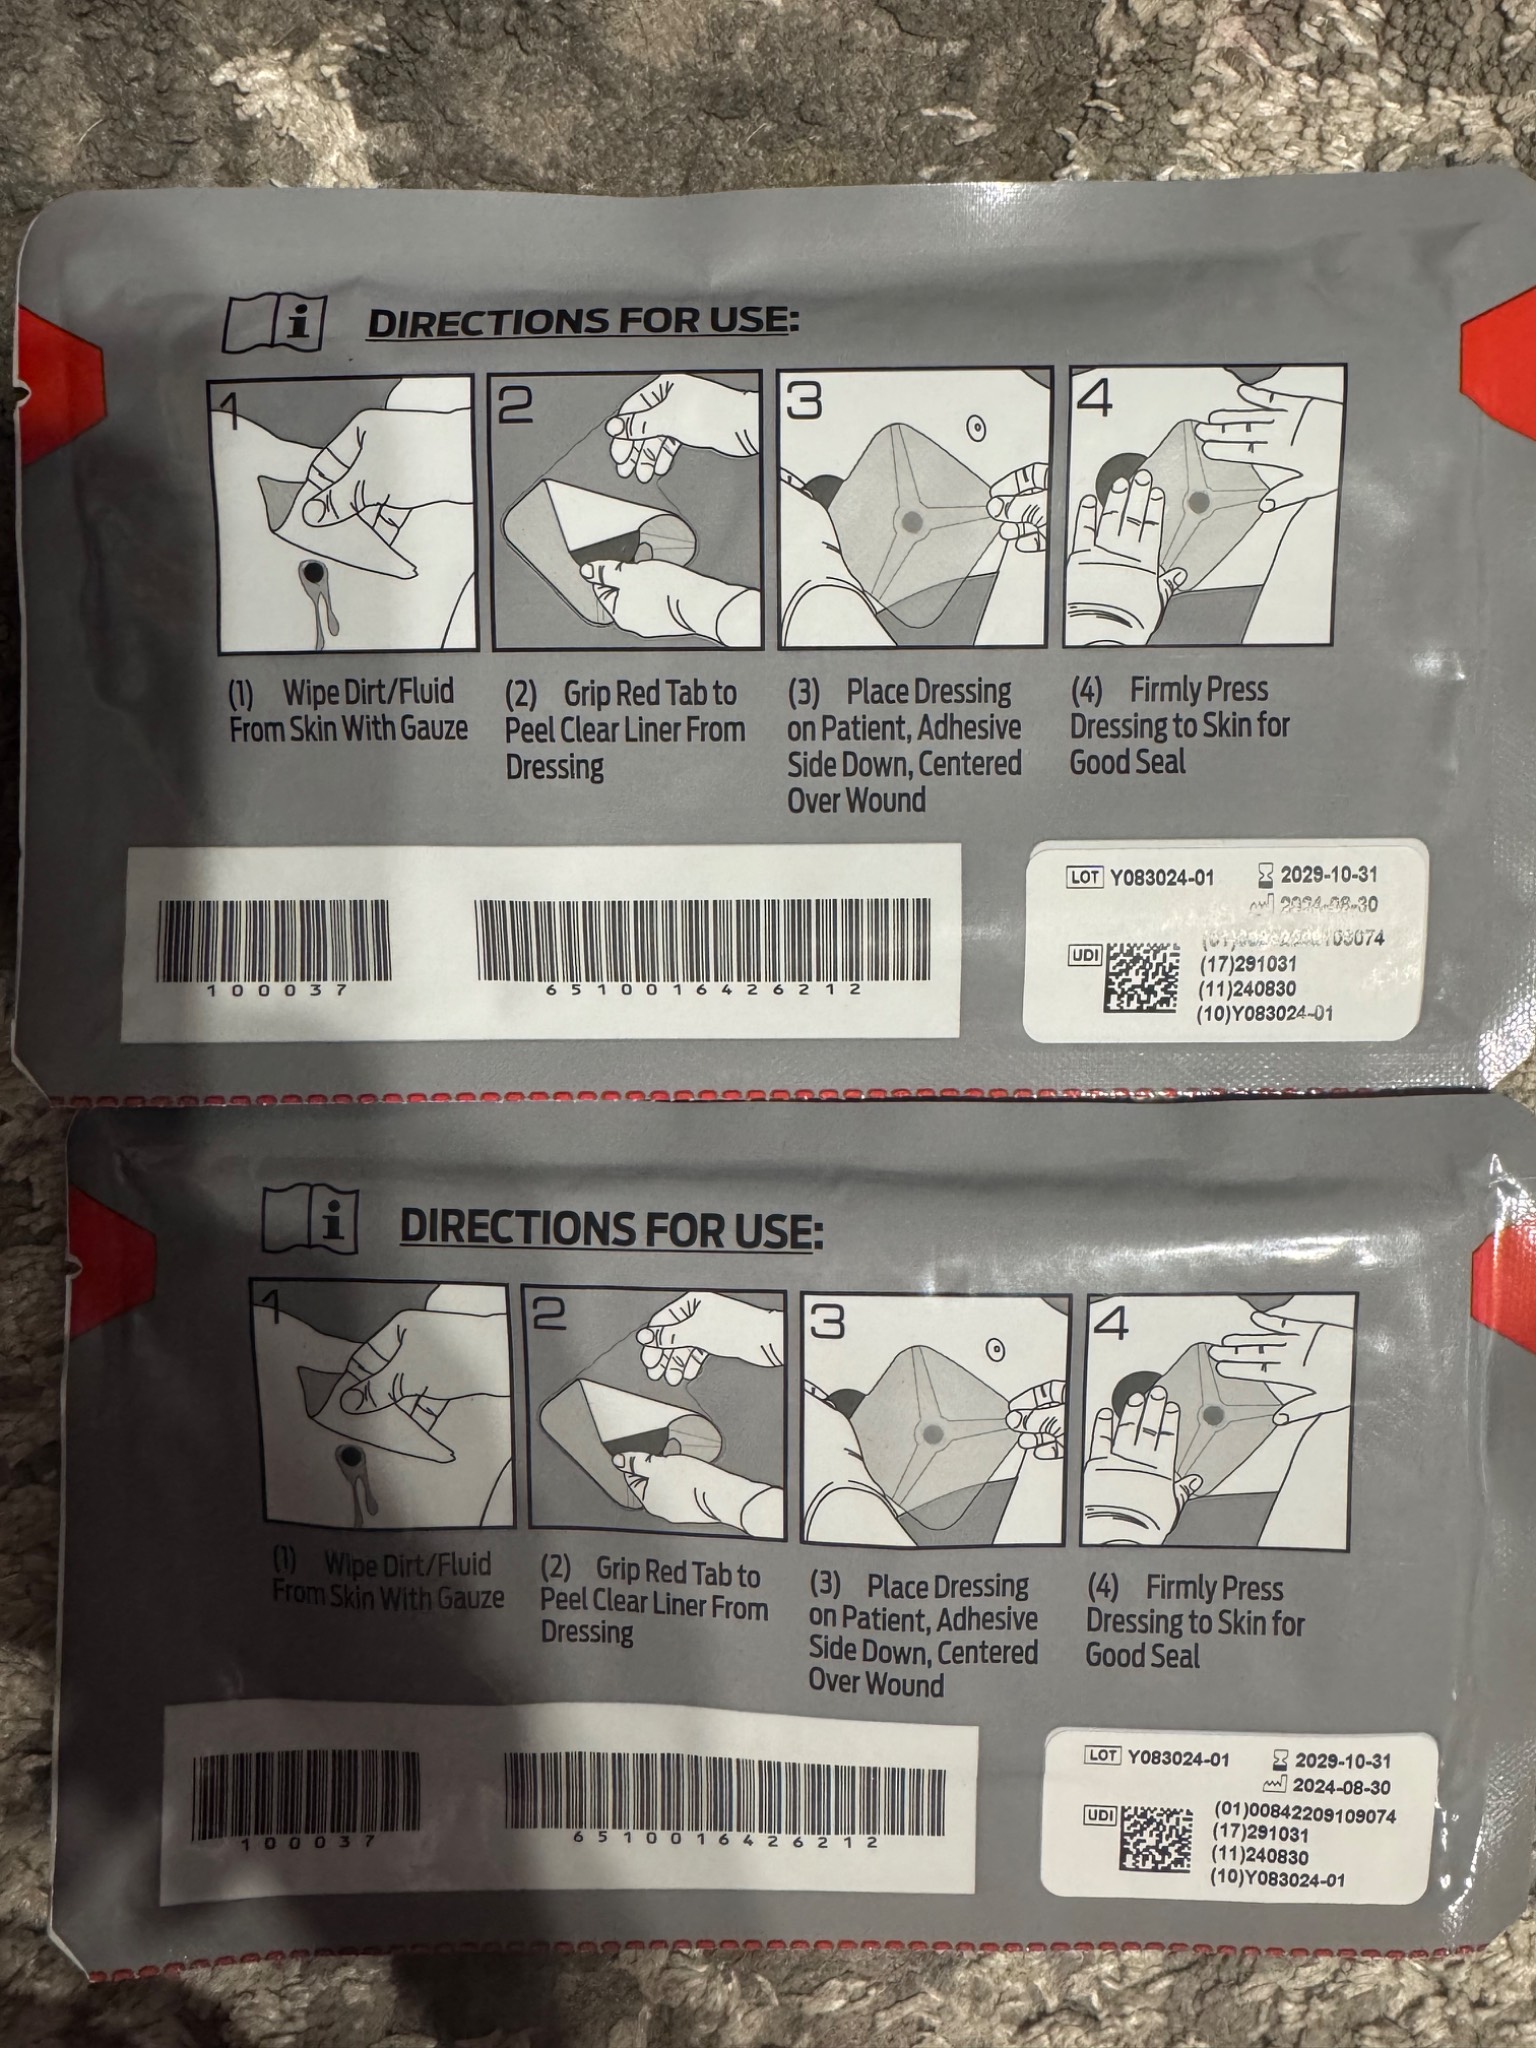 DIRECTIONS FOR USE:
1
2
3
4
(1) Wipe Dirt/Fluid
From Skin With Gauze
(2) Grip Red Tab to
Peel Clear Liner From
Dressing
(3) Place Dressing
on Patient, Adhesive
Side Down, Centered
Over Wound
(4) Firmly Press
Dressing to Skin for
Good Seal
100037
6510016426212
LOT Y083024-01
2029-10-31
2024-08-30
UDI
(17)291031
(11)240830
(10)Y083024-01
DIRECTIONS FOR USE:
1
2
3
4
(1) Wipe Dirt/Fluid
From Skin With Gauze
(2) Grip Red Tab to
Peel Clear Liner From
Dressing
(3) Place Dressing
on Patient, Adhesive
Side Down, Centered
Over Wound
(4) Firmly Press
Dressing to Skin for
Good Seal
100037
6510016426212
LOT Y083024-01
2029-10-31
2024-08-30
UDI
(01)00842209109074
(17)291031
(11)240830
(10)Y083024-01